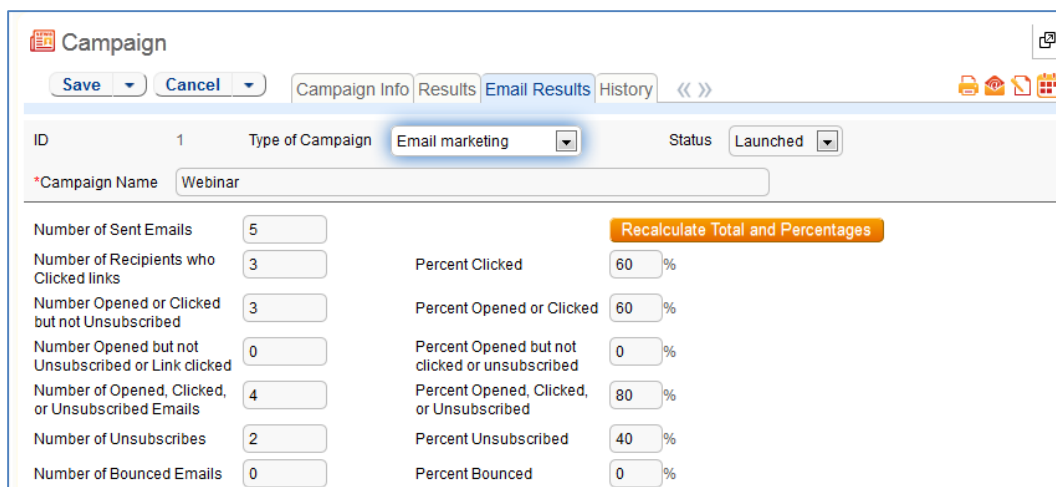 Campaign
Save Cancel Campaign Info Results Email Results History
ID 1 Type of Campaign Email marketing Status Launched
*Campaign Name Webinar
Number of Sent Emails 5 Recalculate Total and Percentages
Number of Recipients who
Clicked links 3 Percent Clicked 60 %
Number Opened or Clicked
but not Unsubscribed 3 Percent Opened or Clicked 60 %
Number Opened but not
Unsubscribed or Link clicked 0 Percent Opened but not
clicked or unsubscribed 0 %
Number of Opened, Clicked,
or Unsubscribed Emails 4 Percent Opened, Clicked,
or Unsubscribed 80 %
Number of Unsubscribes 2 Percent Unsubscribed 40 %
Number of Bounced Emails 0 Percent Bounced 0 %